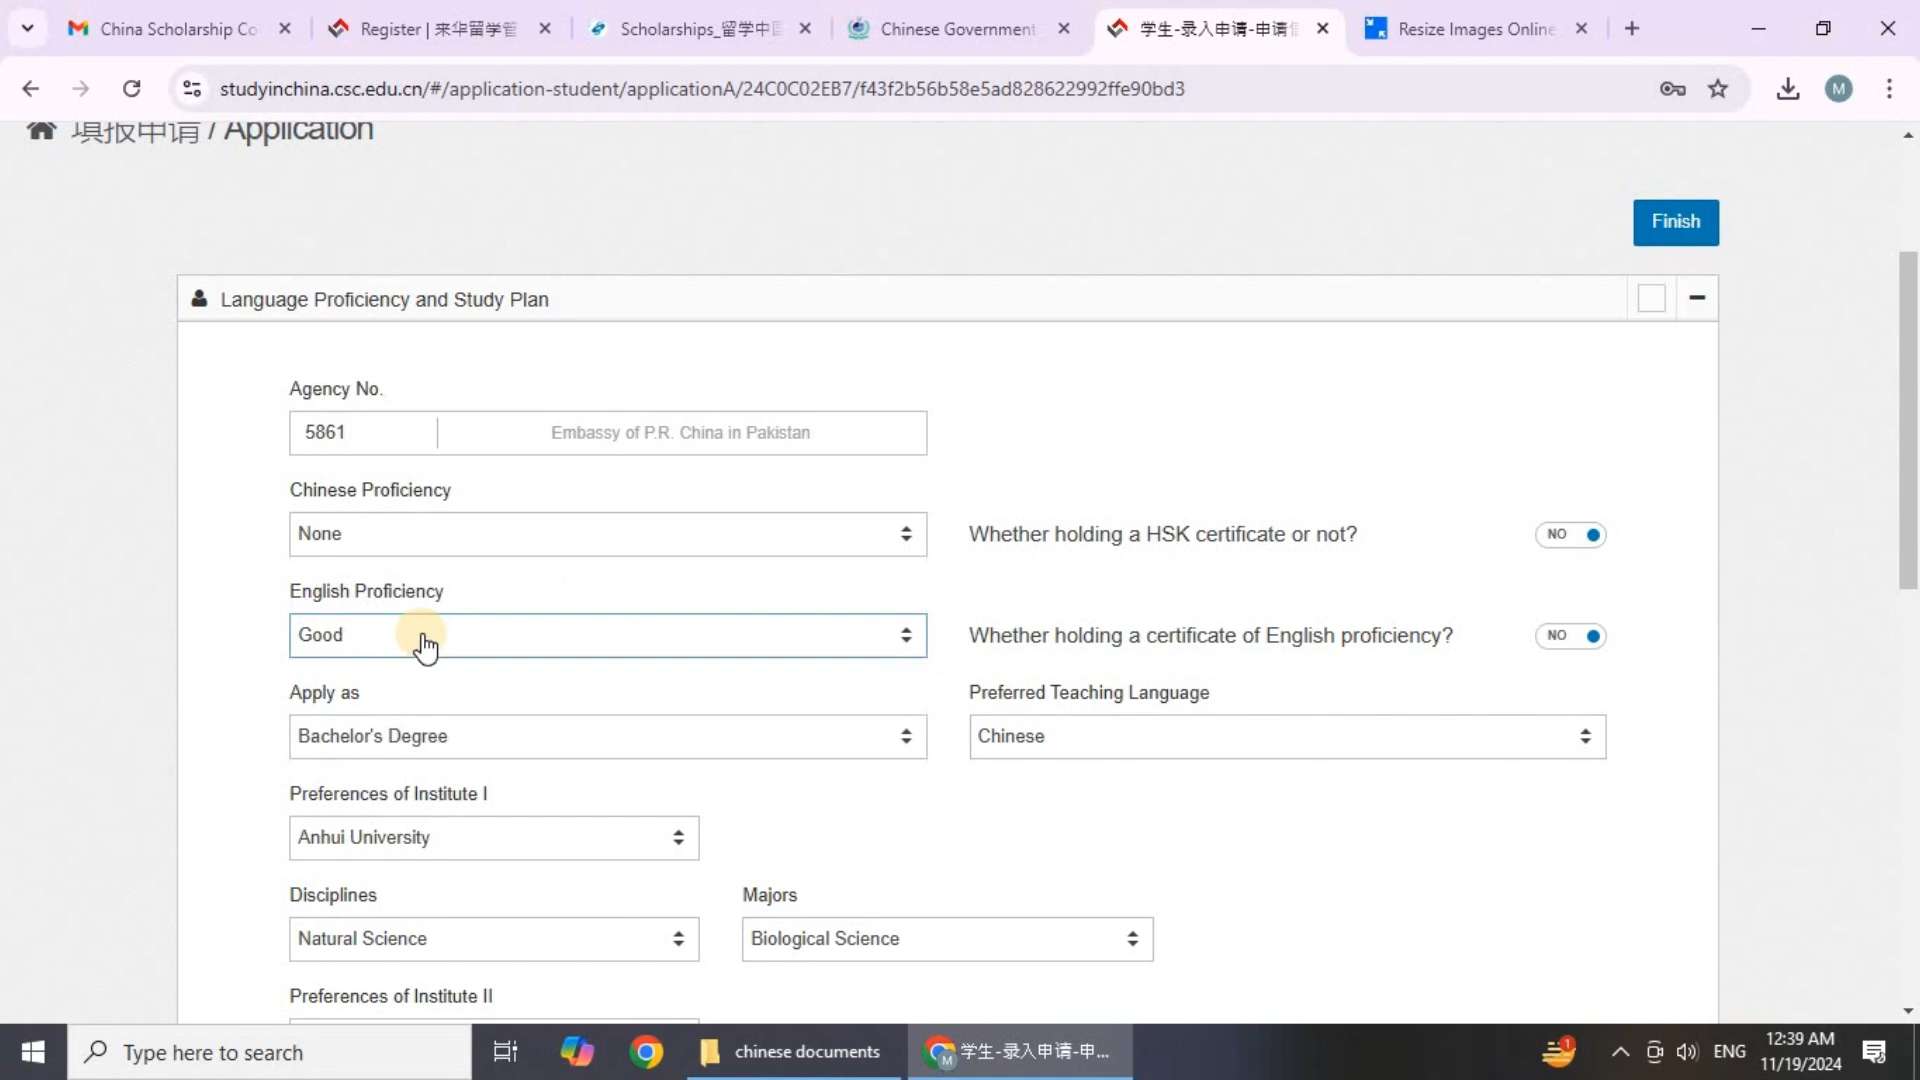 China Scholarship Co
Register | 来华留学管
Scholarships_留学中国
Chinese Government
学生-录入申请-申请信
Resize Images Online
studyinchina.csc.edu.cn/#/application-student/applicationA/24C0C02EB7/f43f2b56b58e5ad828622992ffe90bd3
M
填报申请 / Application
Finish
Language Proficiency and Study Plan
Agency No.
5861 Embassy of P.R. China in Pakistan
Chinese Proficiency
None
Whether holding a HSK certificate or not?
NO
English Proficiency
Good
Whether holding a certificate of English proficiency?
NO
Apply as
Preferred Teaching Language
Bachelor's Degree
Chinese
Preferences of Institute I
Anhui University
Disciplines
Majors
Natural Science
Biological Science
Preferences of Institute II
Type here to search
chinese documents
M
学生-录入申请-申...
1
ENG
12:39 AM
11/19/2024